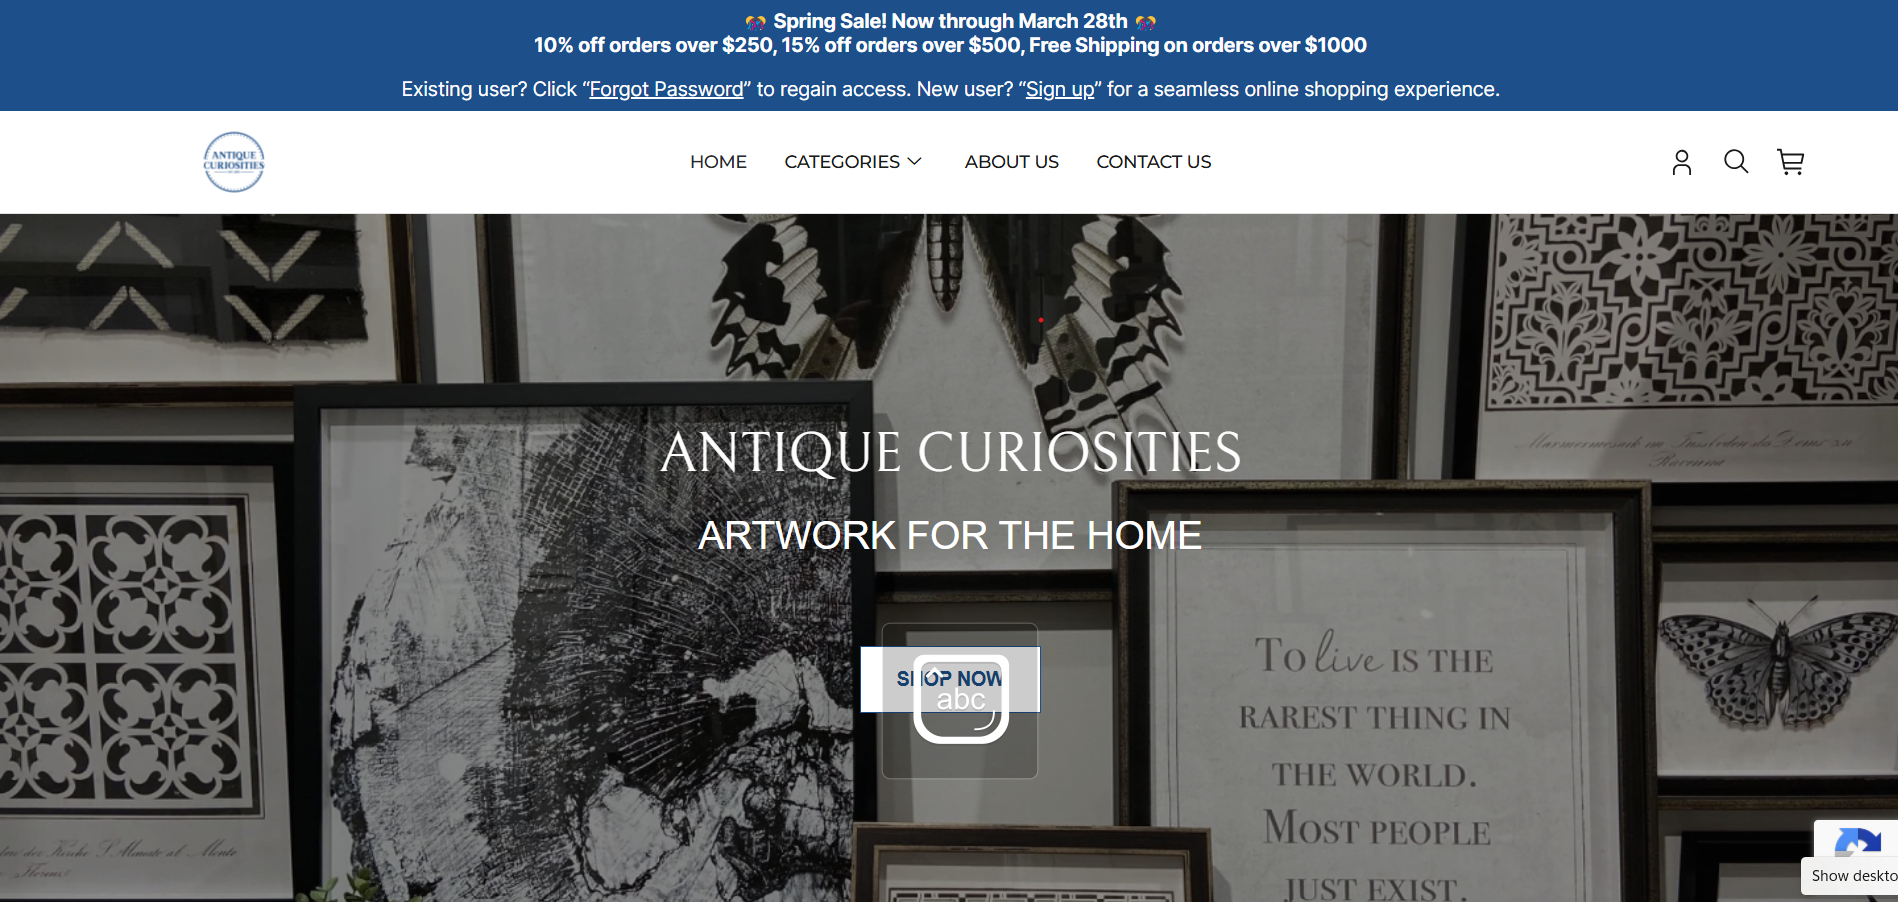 🎊 Spring Sale! Now through March 28th 🎊
10% off orders over $250, 15% off orders over $500, Free Shipping on orders over $1000
Existing user? Click “Forgot Password” to regain access. New user? “Sign up” for a seamless online shopping experience.
ANTIQUE
CURIOSITIES
HOME
CATEGORIES
ABOUT US
CONTACT US
Ravenna
ANTIQUE CURIOSITIES
ARTWORK FOR THE HOME
SHOP NOW
abc
To live is the
rarest thing in
the world.
Most people
just exist.
Show deskto